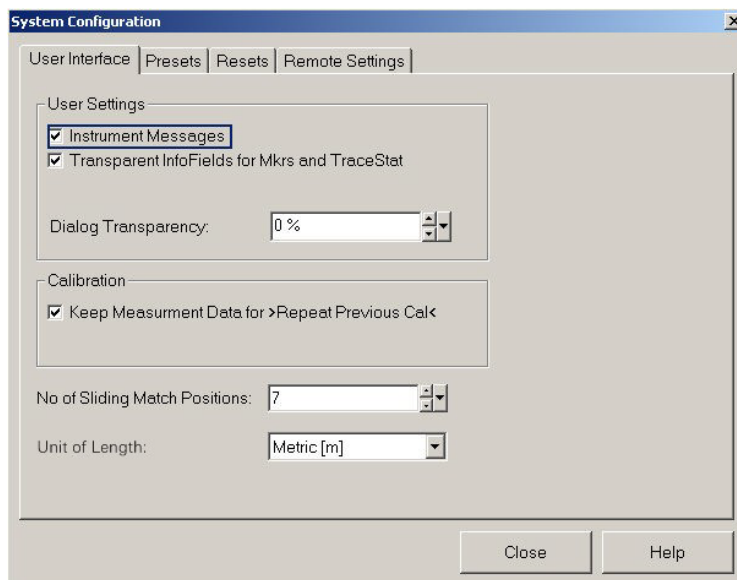 System Configuration
User Interface Presets Resets Remote Settings
User Settings
Instrument Messages
Transparent InfoFields for Mkrs and TraceStat
Dialog Transparency: 0 %
Calibration
Keep Measurment Data for >Repeat Previous Cal<
No of Sliding Match Positions: 7
Unit of Length: Metric [m]
Close Help